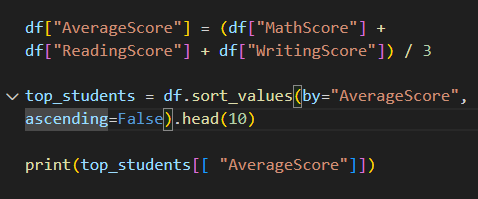 df["AverageScore"] = (df["MathScore"] +
df["ReadingScore"] + df["WritingScore"]) / 3
top_students = df.sort_values(by="AverageScore",
ascending=False).head(10)
print(top_students[[ "AverageScore"]])